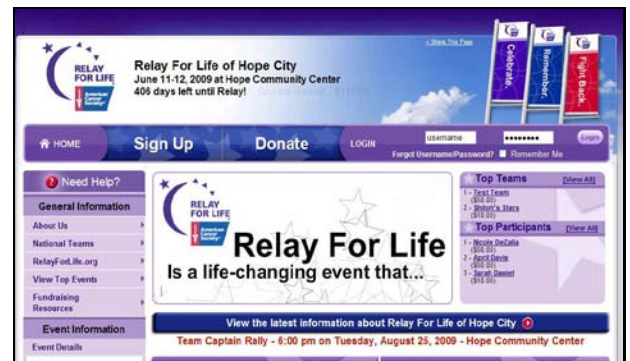 < Share This Page
RELAY
FOR LIFE
American
Cancer
Society
Relay For Life of Hope City
June 11-12, 2009 at Hope Community Center
406 days left until Relay!
Celebrate.
Remember.
Fight Back.
HOME
Sign Up
Donate
LOGIN
username
••••••••
Login
Forgot Username/Password?
Remember Me
Need Help?
General Information
About Us
National Teams
RelayForLife.org
View Top Events
Fundraising
Resources
Event Information
Event Details
RELAY
FOR LIFE
American
Cancer
Society
Relay For Life
Is a life-changing event that...
Top Teams [View All]
1 - Test Team
($50.00)
2 - Shiloh's Stars
($10.00)
Top Participants [View All]
1 - Nicole DeZalia
($50.00)
2 - April Davis
($50.00)
3 - Sarah Daniel
($10.00)
View the latest information about Relay For Life of Hope City
Team Captain Rally - 6:00 pm on Tuesday, August 25, 2009 - Hope Community Center